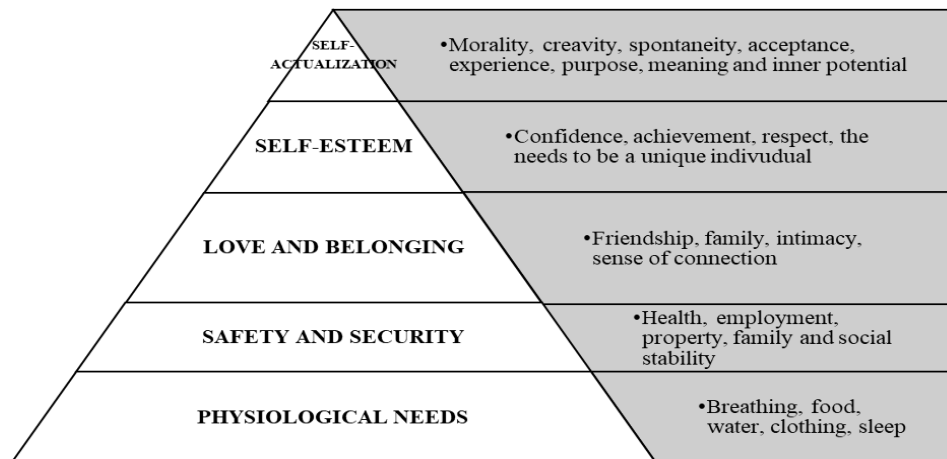 SELF-
ACTUALIZATION
•Morality, creavity, spontaneity, acceptance,
experience, purpose, meaning and inner potential
SELF-ESTEEM
•Confidence, achievement, respect, the
needs to be a unique indivudual
LOVE AND BELONGING
•Friendship, family, intimacy,
sense of connection
SAFETY AND SECURITY
•Health, employment,
property, family and social
stability
PHYSIOLOGICAL NEEDS
•Breathing, food,
water, clothing, sleep